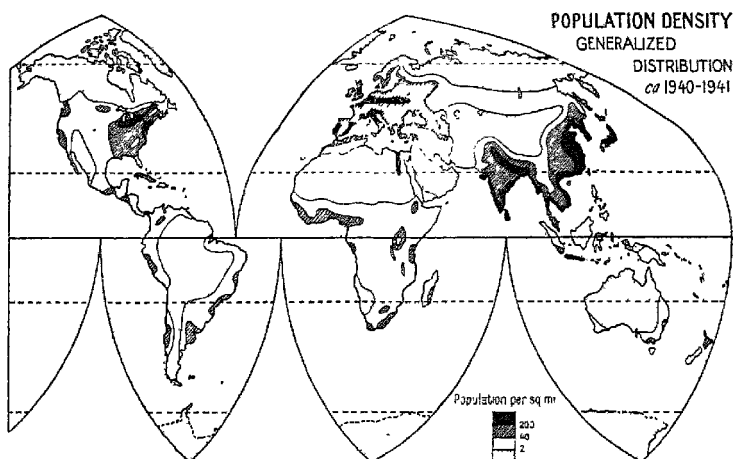 POPULATION DENSITY
GENERALIZED
DISTRIBUTION
ca 1940-1941
Population per sq mi
200
40
2